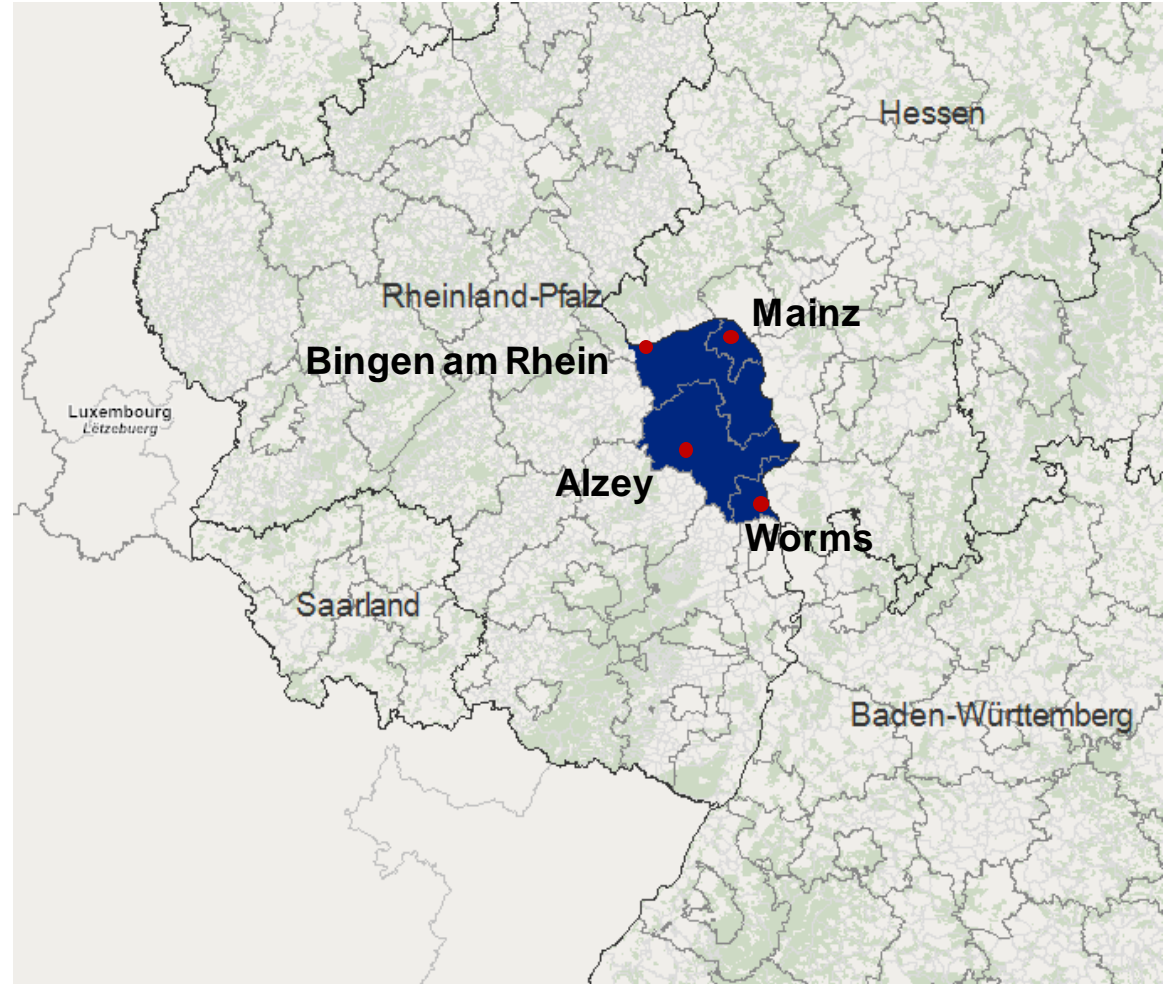 Hessen
Rheinland-Pfalz
Mainz
Bingen am Rhein
Luxembourg
Lëtzebuerg
Alzey
Worms
Saarland
Baden-Württemberg